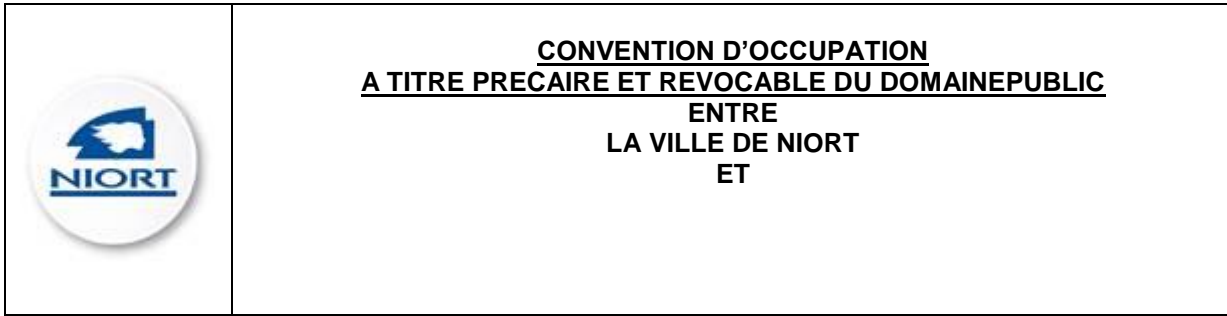 NIORT
CONVENTION D’OCCUPATION
A TITRE PRECAIRE ET REVOCABLE DU DOMAINEPUBLIC
ENTRE
LA VILLE DE NIORT
ET